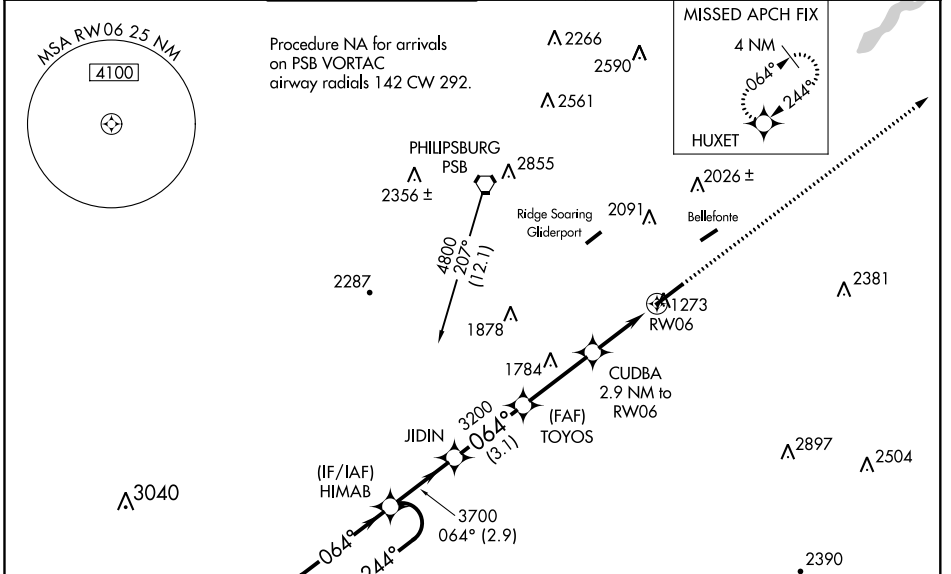 MSA RW06 25 NM
4100
Procedure NA for arrivals
on PSB VORTAC
airway radials 142 CW 292.
2266
2590
2561
MISSED APCH FIX
4 NM
064°
244°
HUXET
PHILIPSBURG
PSB
2855
2356 ±
2026 ±
2091
Ridge Soaring
Gliderport
Bellefonte
4800
207°
(12.1)
2287
2381
1878
1273
RW06
1784
CUDBA
2.9 NM to
RW06
3200
064°
(3.1)
(FAF)
TOYOS
JIDIN
(IF/IAF)
HIMAB
2897
2504
3040
3700
064° (2.9)
064°
244°
2390